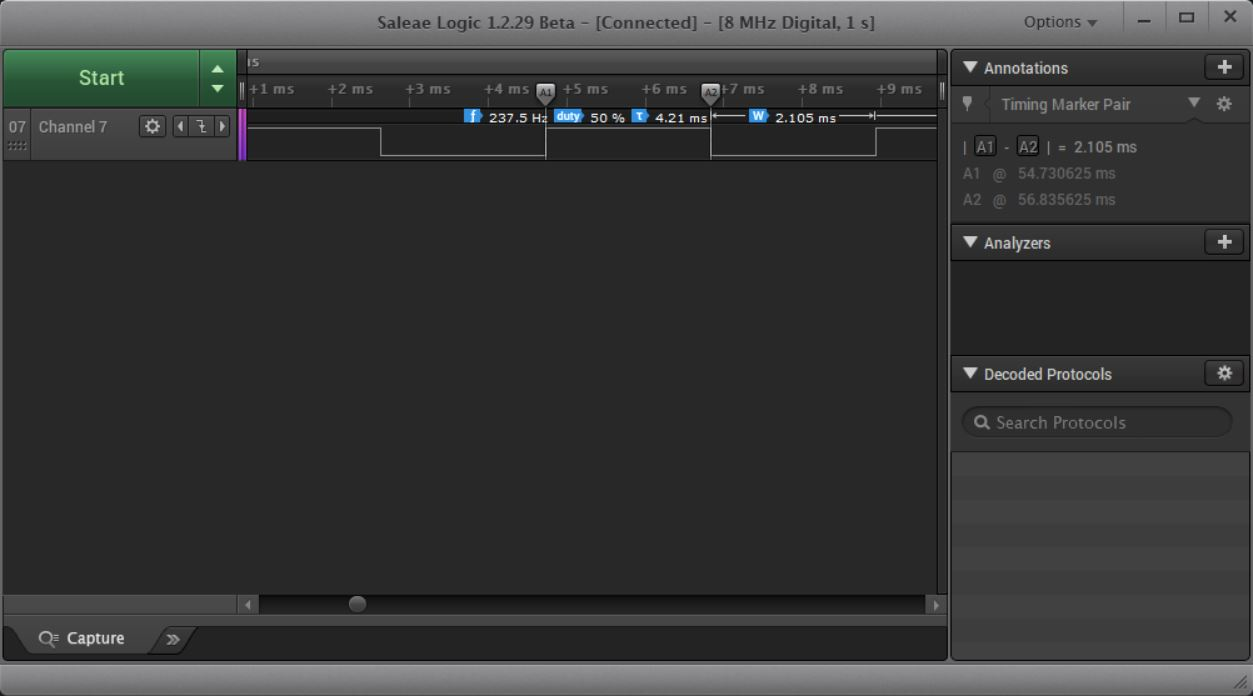 Saleae Logic 1.2.29 Beta - [Connected] - [8 MHz Digital, 1 s]
Options
Start
+1 ms +2 ms +3 ms +4 ms A1 +5 ms +6 ms A2 +7 ms +8 ms +9 ms
f 237.5 Hz duty 50 % τ 4.21 ms W 2.105 ms
07 Channel 7
Annotations
Timing Marker Pair
| A1 - A2 | = 2.105 ms
A1 @ 54.730625 ms
A2 @ 56.835625 ms
Analyzers
Decoded Protocols
Search Protocols
Capture